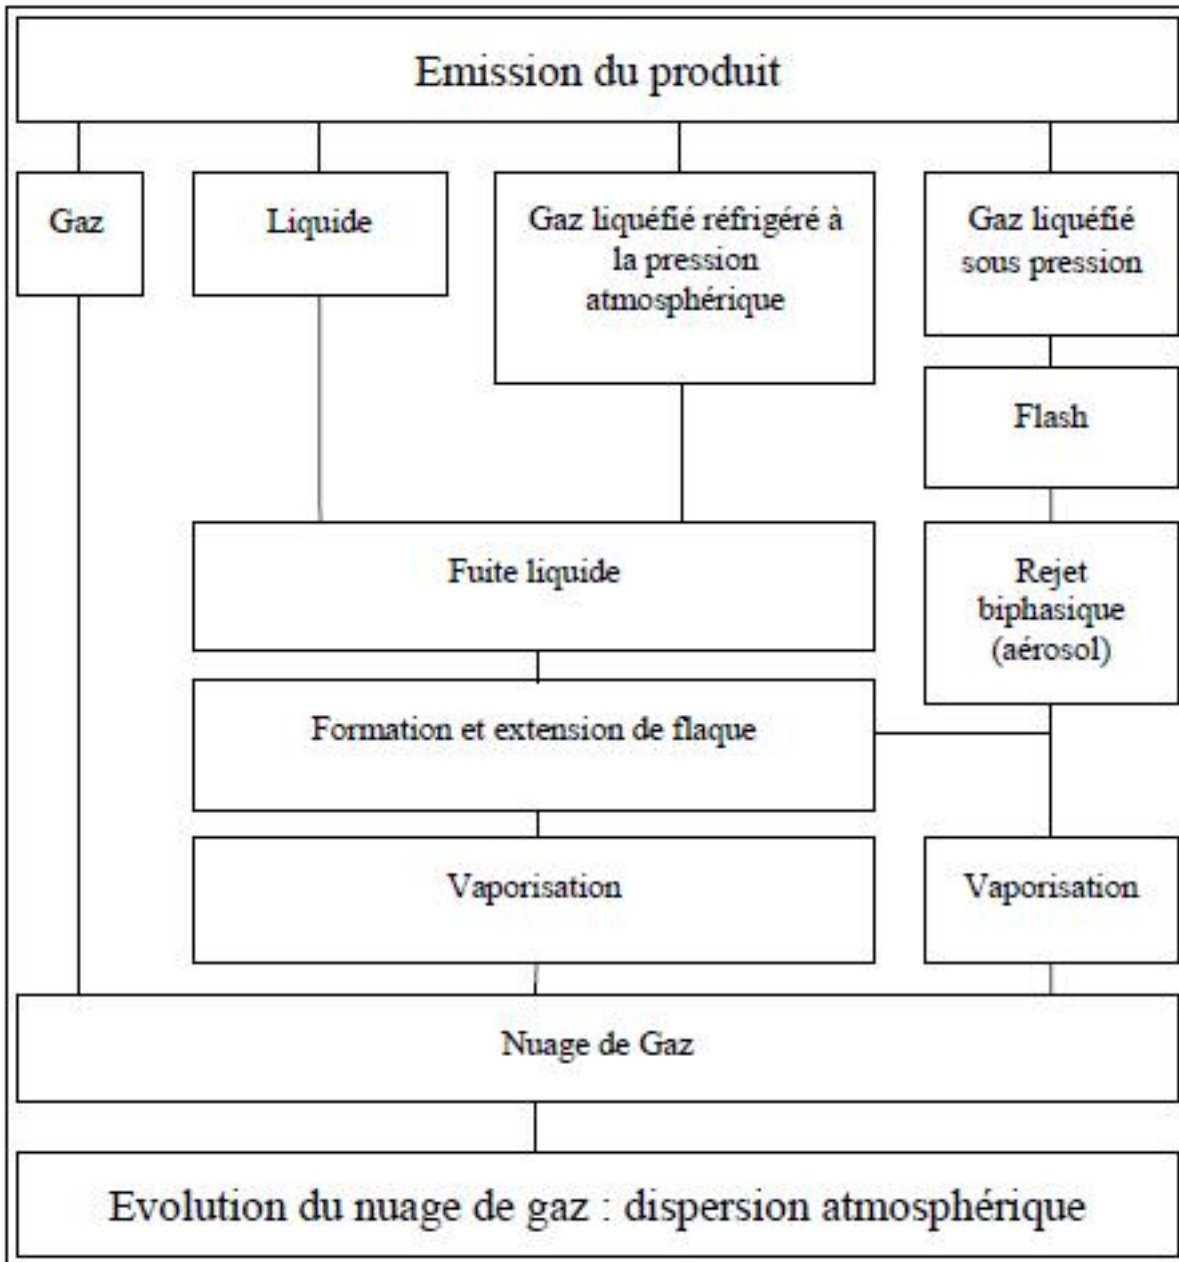 Emission du produit
Gaz
Liquide
Gaz liquéfié réfrigéré à
la pression
atmosphérique
Gaz liquéfié
sous pression
Flash
Fuite liquide
Rejet
biphasique
(aérosol)
Formation et extension de flaque
Vaporisation
Vaporisation
Nuage de Gaz
Evolution du nuage de gaz : dispersion atmosphérique